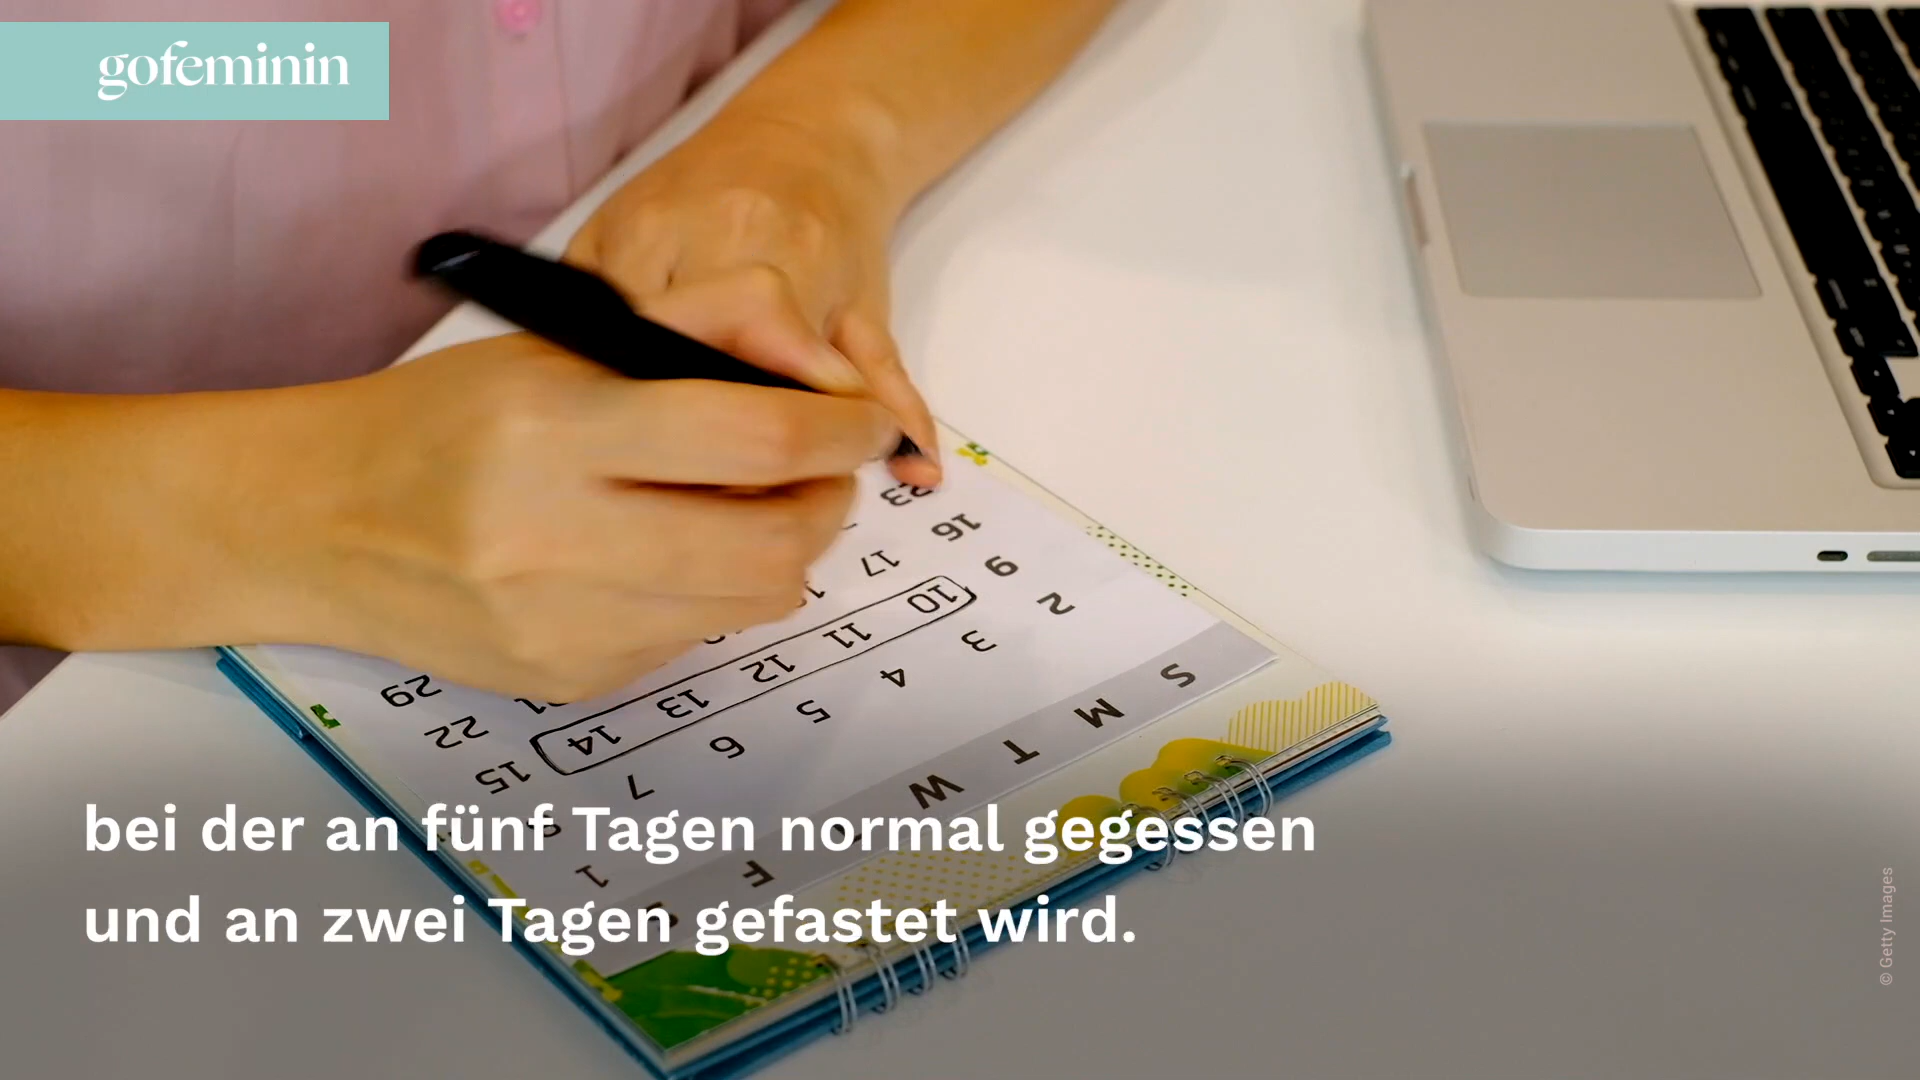 gofeminin
23
16
17
9
10
11
12
13
14
2
3
4
5
6
7
15
22
29
1
S
M
T
W
F
bei der an fünf Tagen normal gegessen
und an zwei Tagen gefastet wird.
© Getty Images